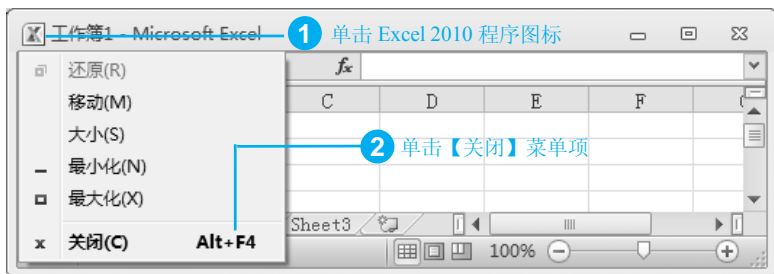 工作簿1 - Microsoft Excel
1 单击 Excel 2010 程序图标
还原(R)
fx
移动(M)
C D E F
大小(S)
2 单击【关闭】菜单项
最小化(N)
最大化(X)
Sheet3
关闭(C) Alt+F4
100%